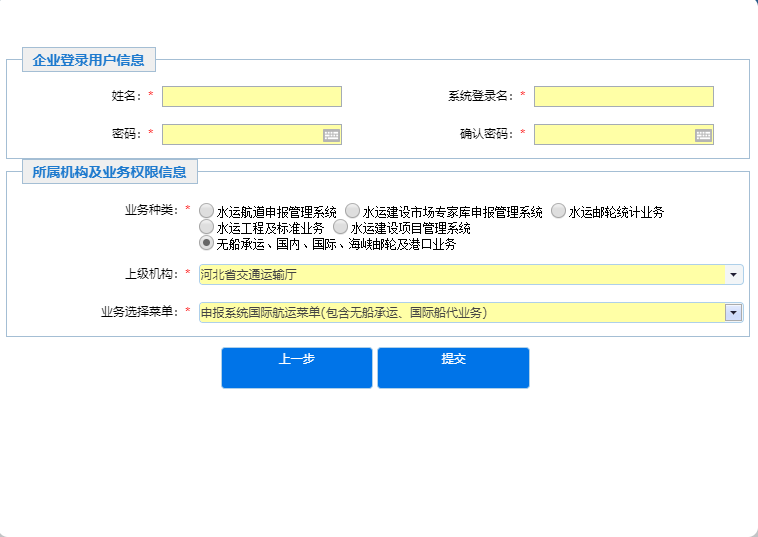 企业登录用户信息
姓名：* 系统登录名：*
密码：* 确认密码：*
所属机构及业务权限信息
业务种类：* 水运航道申报管理系统 水运建设市场专家库申报管理系统 水运邮轮统计业务
水运工程及标准业务 水运建设项目管理系统
无船承运、国内、国际、海峡邮轮及港口业务
上级机构：* 河北省交通运输厅
业务选择菜单：* 申报系统国际航运菜单(包含无船承运、国际船代业务)
上一步 提交